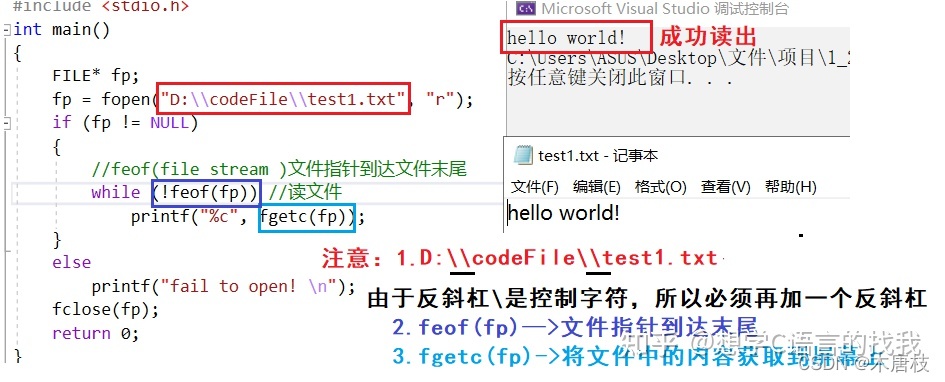 #include <stdio.h>
int main()
{
FILE* fp;
fp = fopen("D:\\codeFile\\test1.txt", "r");
if (fp != NULL)
{
//feof(file stream )文件指针到达文件末尾
while (!feof(fp)) //读文件
printf("%c", fgetc(fp));
}
else
printf("fail to open! \n");
fclose(fp);
return 0;
}
Microsoft Visual Studio 调试控制台
hello world! 成功读出
C:\Users\ASUS\Desktop\文件\项目\1_2
按任意键关闭此窗口. . .
test1.txt - 记事本
文件(F) 编辑(E) 格式(O) 查看(V) 帮助(H)
hello world!
注意：1.D:\\codeFile\\test1.txt
由于反斜杠\是控制字符，所以必须再加一个反斜杠
2.feof(fp)—>文件指针到达末尾
3.fgetc(fp)->将文件中的内容获取到屏幕上
知乎 @想学C语言的找我
CSDN @木唐枝